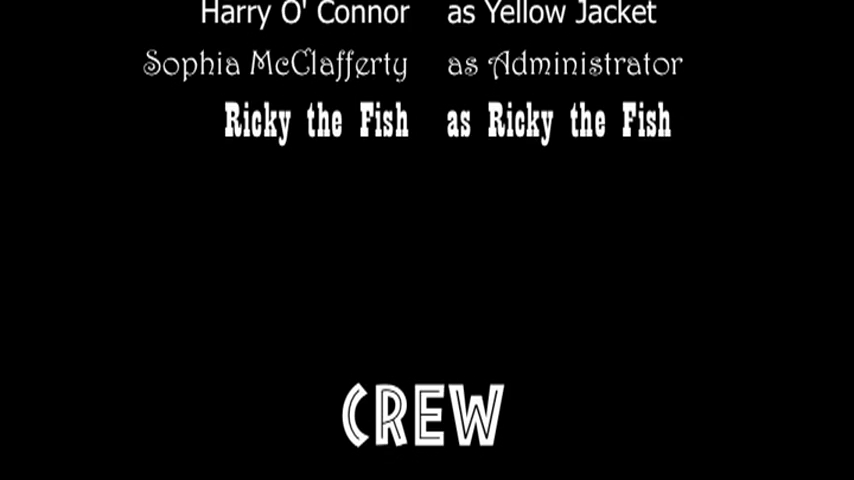 Harry O' Connor as Yellow Jacket
Sophia McClafferty as Administrator
Ricky the Fish as Ricky the Fish
CREW